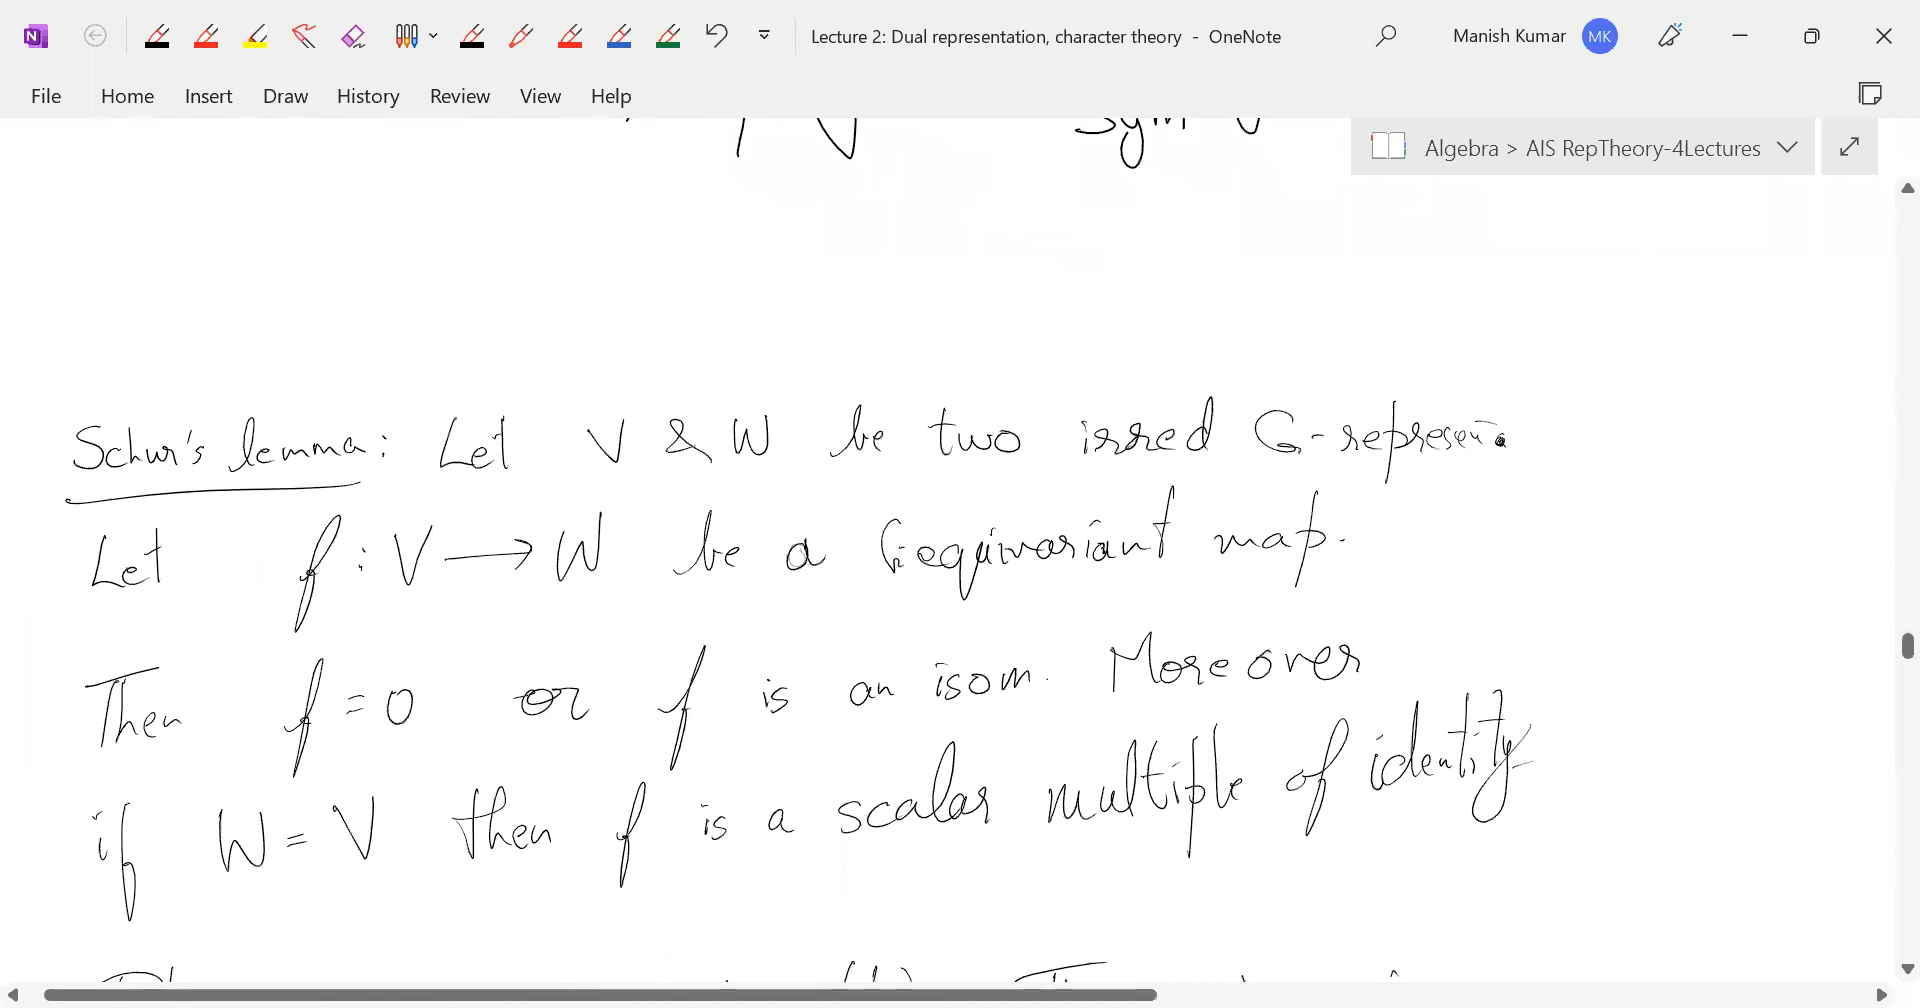 Lecture 2: Dual representation, character theory - OneNote
Manish Kumar MK
File Home Insert Draw History Review View Help
Algebra > AIS RepTheory-4Lectures
V Sym V
Schur's lemma: Let V & W be two irred G-represen
Let f : V → W be a G-equivariant map.
Then f = 0 or f is an isom. Moreover
if W = V then f is a scalar multiple of identity